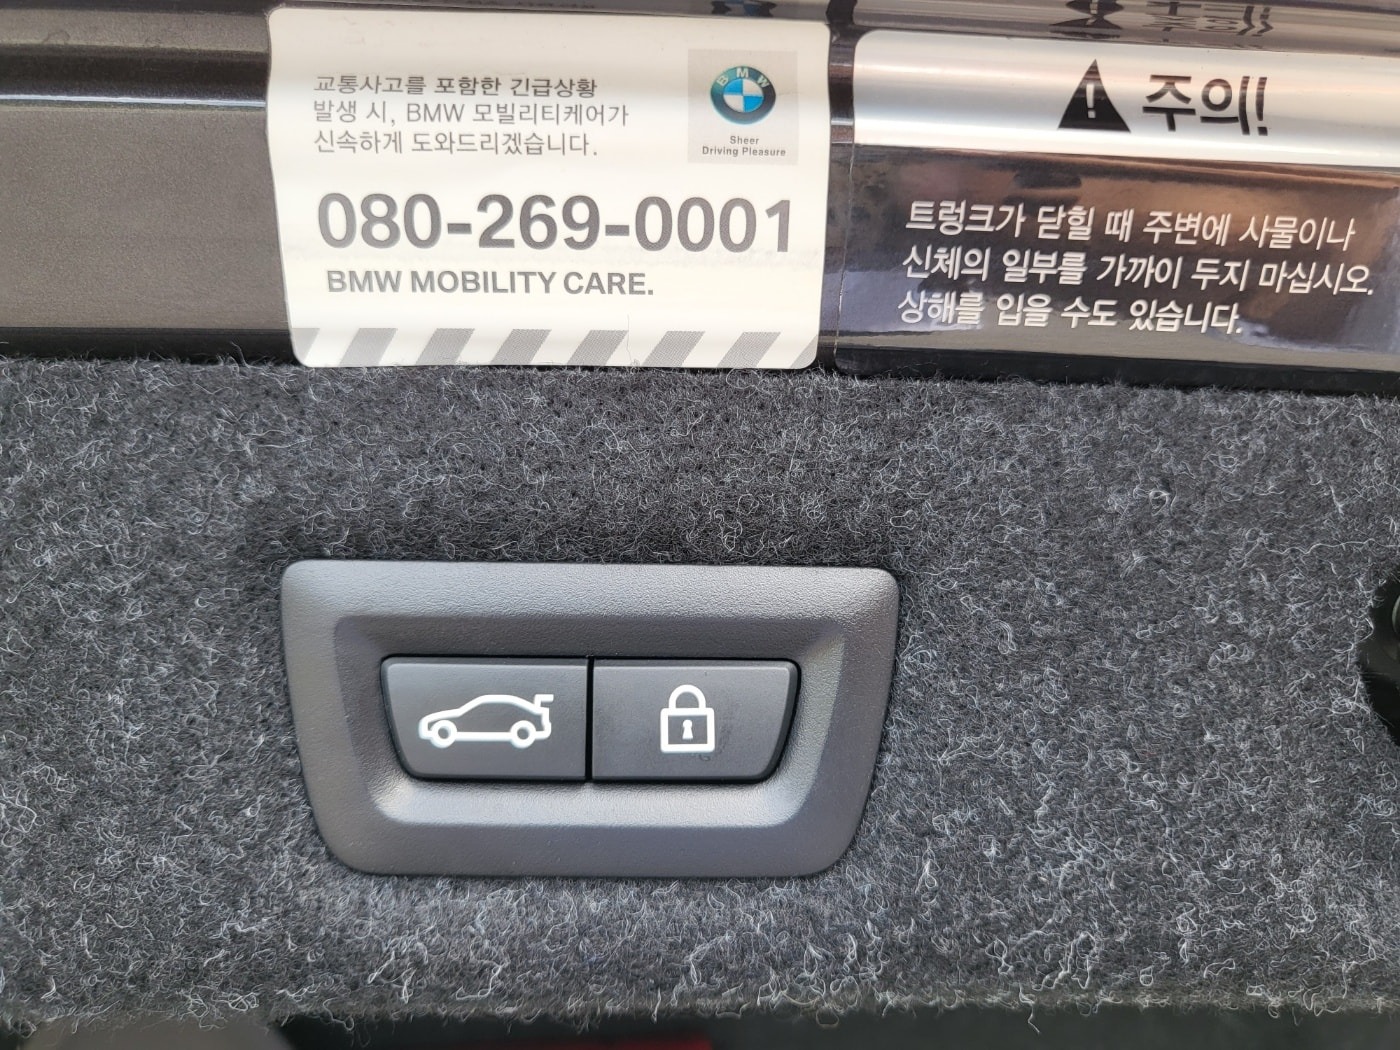 교통사고를 포함한 긴급상황
발생 시, BMW 모빌리티케어가
신속하게 도와드리겠습니다.
BMW
Sheer
Driving Pleasure
080-269-0001
BMW MOBILITY CARE.
주의!
트렁크가 닫힐 때 주변에 사물이나
신체의 일부를 가까이 두지 마십시오.
상해를 입을 수도 있습니다.